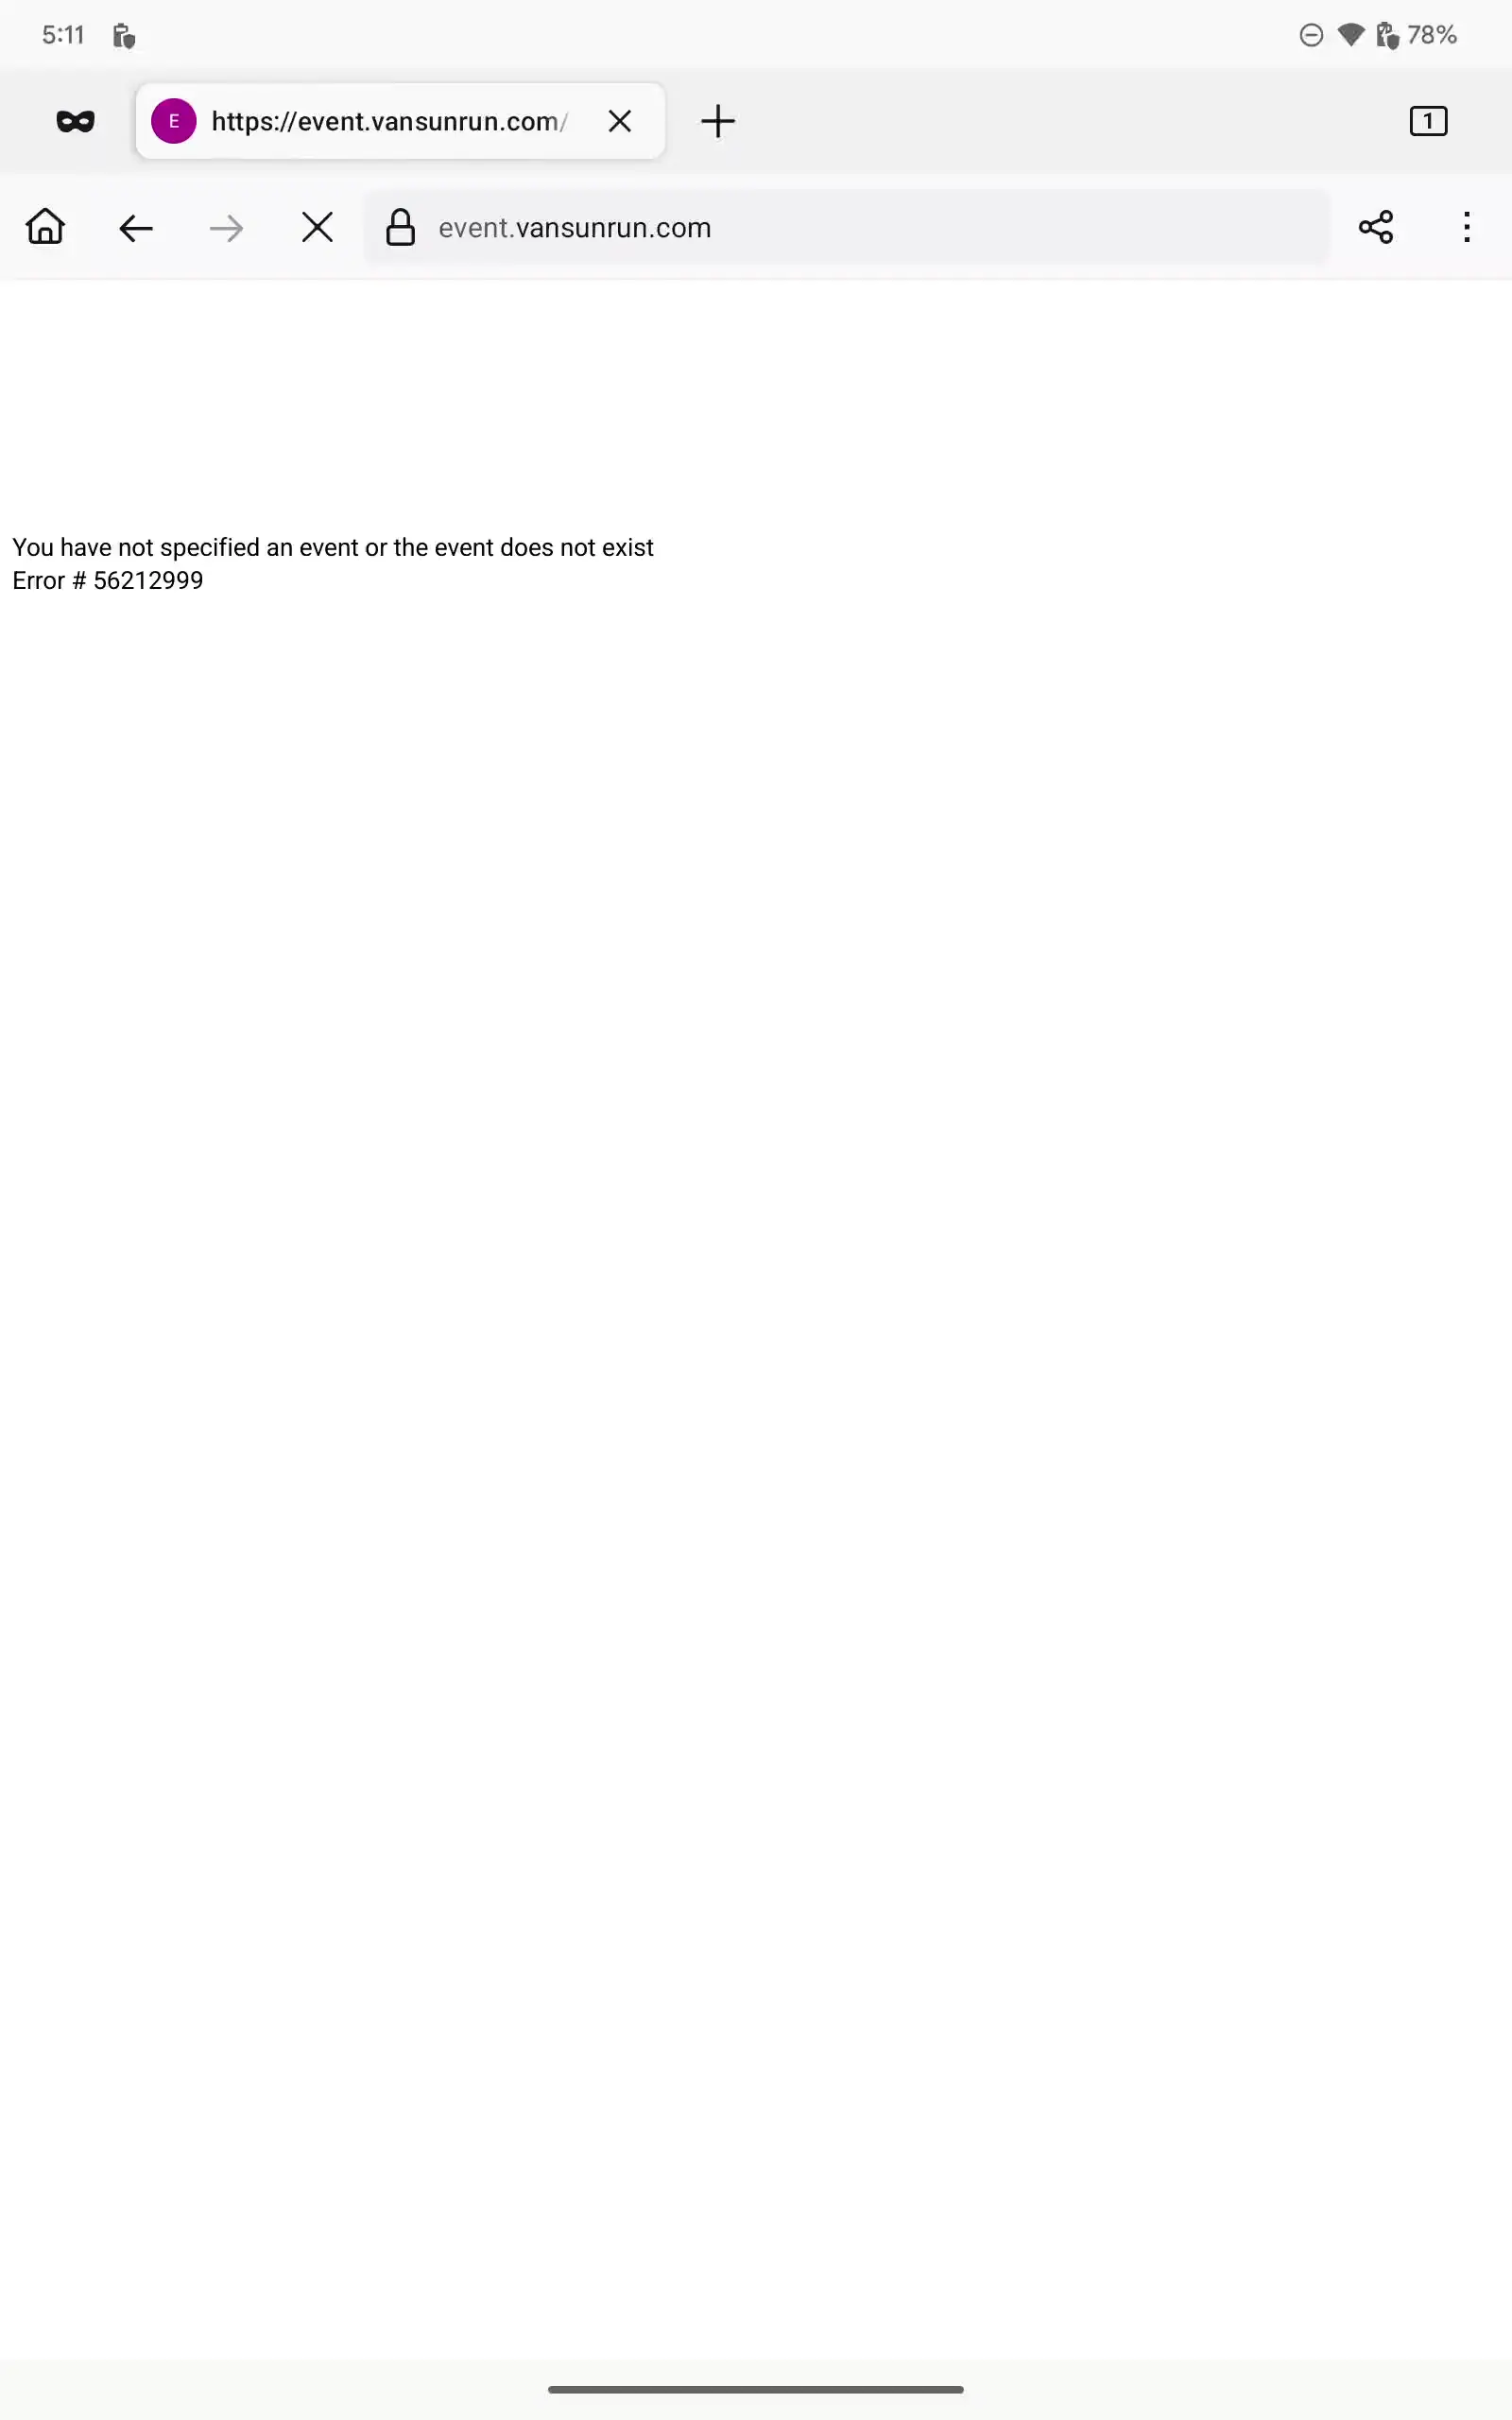 5:11
78%
E
https://event.vansunrun.com/
1
event.vansunrun.com
You have not specified an event or the event does not exist
Error # 56212999